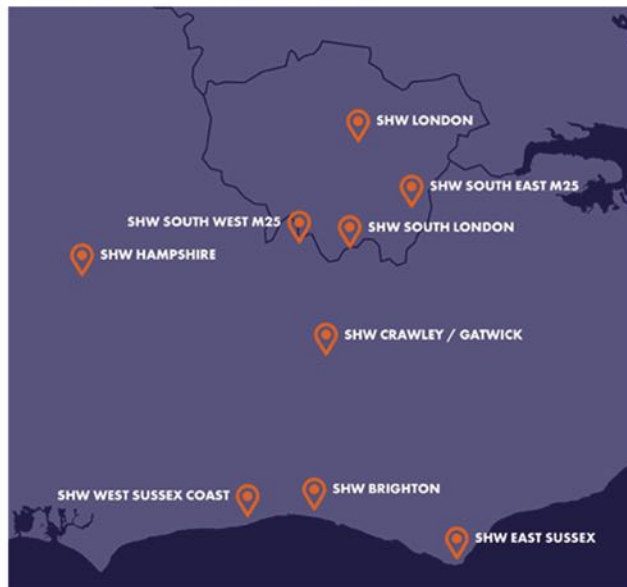 SHW LONDON
SHW SOUTH EAST M25
SHW SOUTH WEST M25
SHW SOUTH LONDON
SHW HAMPSHIRE
SHW CRAWLEY / GATWICK
SHW WEST SUSSEX COAST
SHW BRIGHTON
SHW EAST SUSSEX